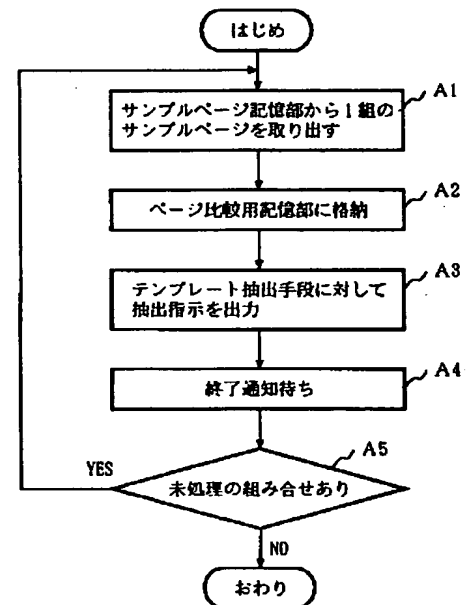 はじめ
A1
サンプルページ記憶部から1組の
サンプルページを取り出す
A2
ページ比較用記憶部に格納
A3
テンプレート抽出手段に対して
抽出指示を出力
A4
終了通知待ち
A5
YES
未処理の組み合せあり
NO
おわり